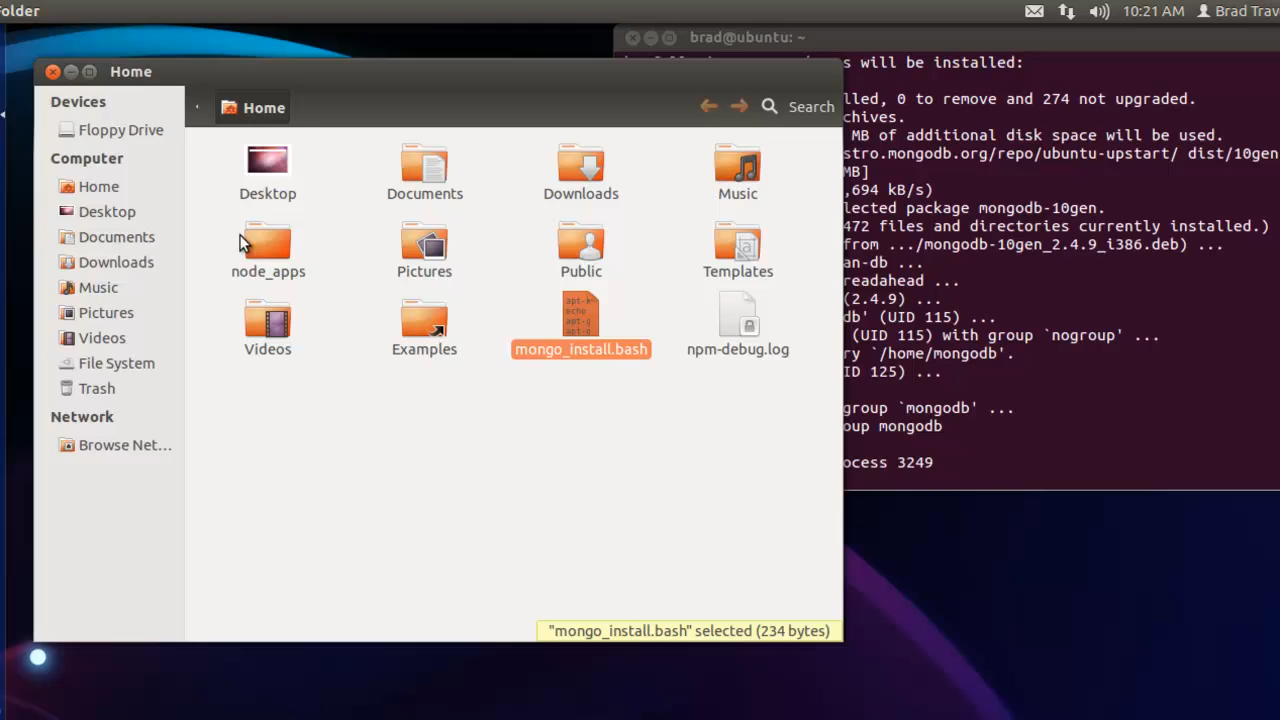 Folder
10:21 AM
Brad Trav
brad@ubuntu: ~
Home
Home
Search
Devices
Floppy Drive
Computer
Home
Desktop
Documents
Downloads
Music
Pictures
Videos
File System
Trash
Network
Browse Net...
Desktop
Documents
Downloads
Music
node_apps
Pictures
Public
Templates
Videos
Examples
mongo_install.bash
npm-debug.log
apt-k
echo
apt-g
apt-g
"mongo_install.bash" selected (234 bytes)
s will be installed:
lled, 0 to remove and 274 not upgraded.
chives.
MB of additional disk space will be used.
stro.mongodb.org/repo/ubuntu-upstart/ dist/10gen
MB]
,694 kB/s)
lected package mongodb-10gen.
472 files and directories currently installed.)
from .../mongodb-10gen_2.4.9_i386.deb) ...
an-db ...
readahead ...
(2.4.9) ...
db' (UID 115) ...
(UID 115) with group `nogroup' ...
ry `/home/mongodb'.
ID 125) ...
group `mongodb' ...
oup mongodb
ocess 3249